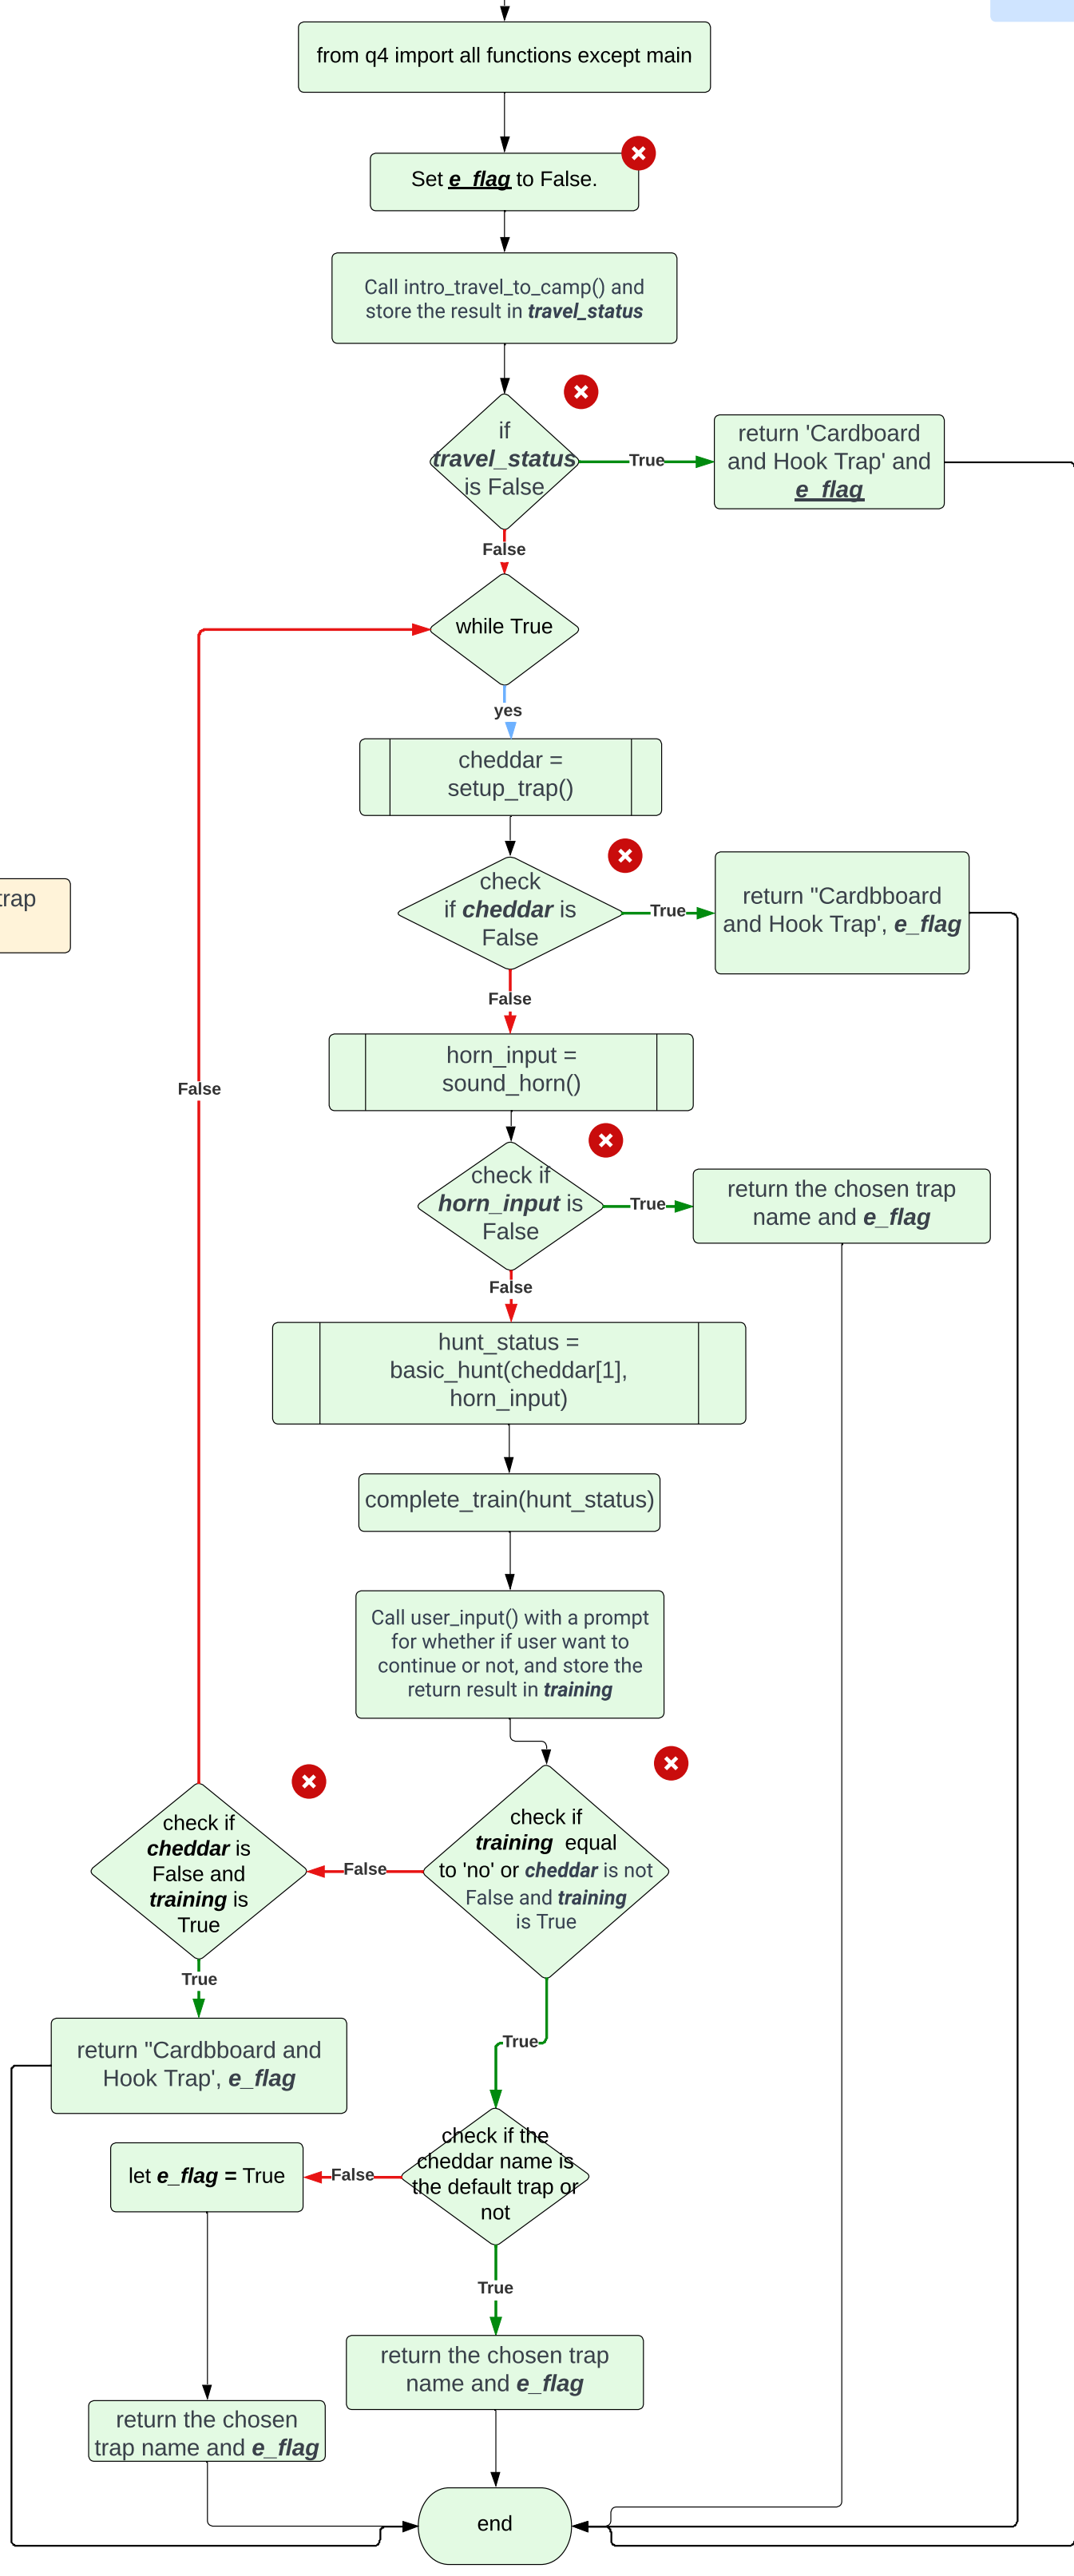 from q4 import all functions except main
Set e_flag to False.
Call intro_travel_to_camp() and
store the result in travel_status
if
travel_status
is False
True
return 'Cardboard
and Hook Trap' and
e_flag
False
while True
yes
cheddar =
setup_trap()
check
if cheddar is
False
True
return "Cardbboard
and Hook Trap', e_flag
trap
False
horn_input =
sound_horn()
False
check if
horn_input is
False
True
return the chosen trap
name and e_flag
False
hunt_status =
basic_hunt(cheddar[1],
horn_input)
complete_train(hunt_status)
Call user_input() with a prompt
for whether if user want to
continue or not, and store the
return result in training
check if
training equal
to 'no' or cheddar is not
False and training
is True
False
check if
cheddar is
False and
training is
True
True
return "Cardbboard and
Hook Trap', e_flag
True
check if the
cheddar name is
the default trap or
not
False
let e_flag = True
True
return the chosen trap
name and e_flag
return the chosen
trap name and e_flag
end